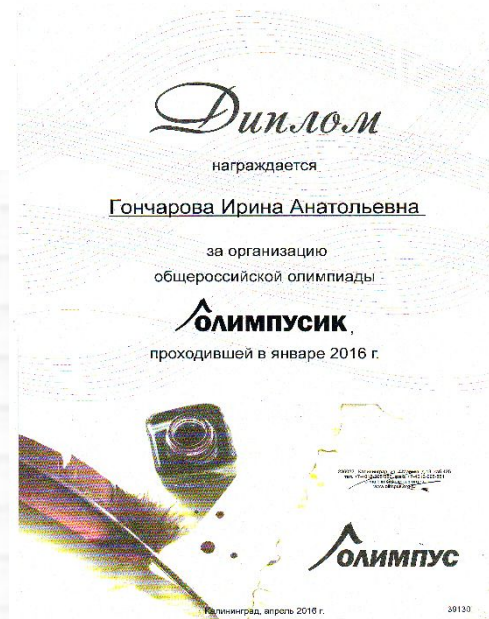 Диплом
награждается
Гончарова Ирина Анатольевна
за организацию
общероссийской олимпиады
Олимпусик,
проходившей в январе 2016 г.
Олимпус
Калининград, апрель 2016 г.
39130